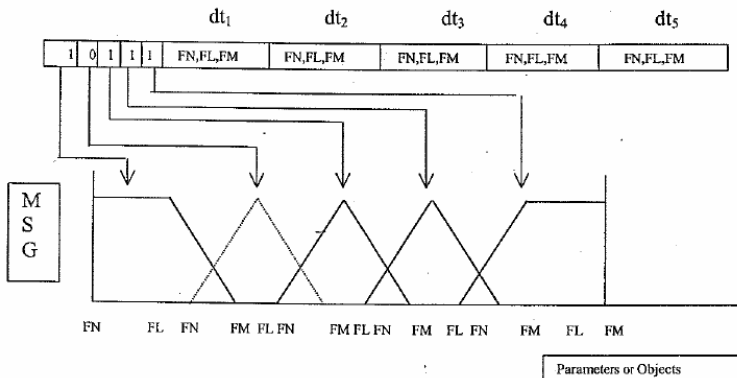 dt1 dt2 dt3 dt4 dt5
1 0 1 1 1 FN,FL,FM FN,FL,FM FN,FL,FM FN,FL,FM FN,FL,FM
M
S
G
FN FL FN FM FL FN FM FL FN FM FL FN FM FL FM
Parameters or Objects